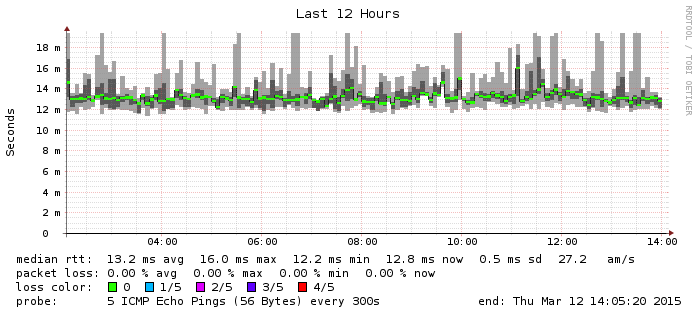 Last 12 Hours
RRDTOOL / TOBI OETIKER
Seconds
18 m
16 m
14 m
12 m
10 m
8 m
6 m
4 m
2 m
0
04:00 06:00 08:00 10:00 12:00 14:00
median rtt: 13.2 ms avg 16.0 ms max 12.2 ms min 12.8 ms now 0.5 ms sd 27.2 am/s
packet loss: 0.00 % avg 0.00 % max 0.00 % min 0.00 % now
loss color: 0 1/5 2/5 3/5 4/5
probe: 5 ICMP Echo Pings (56 Bytes) every 300s end: Thu Mar 12 14:05:20 2015